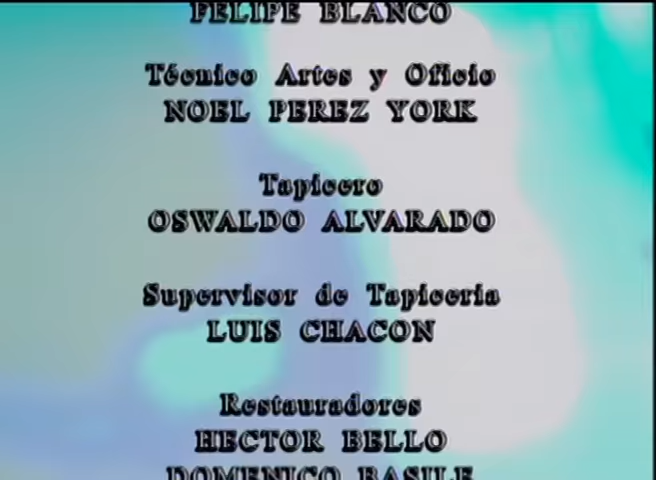 FELIPE BLANCO
Técnico Artes y Oficio
NOEL PEREZ YORK
Tapicero
OSWALDO ALVARADO
Supervisor de Tapiceria
LUIS CHACON
Restauradores
HECTOR BELLO
DOMENICO BASILE